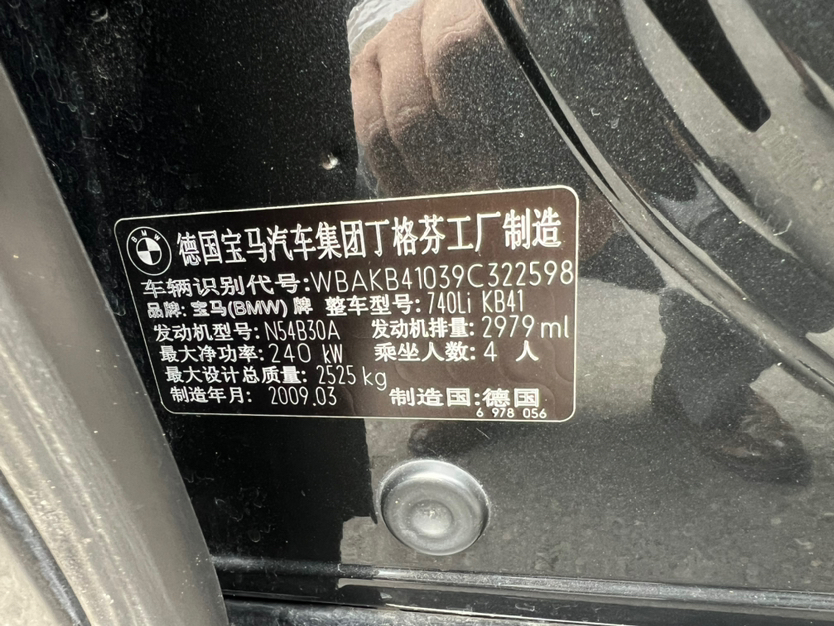 BMW
德国宝马汽车集团丁格芬工厂制造
车辆识别代号:WBAKB41039C322598
品牌: 宝马(BMW) 牌 整车型号: 740Li KB41
发动机型号: N54B30A 发动机排量: 2979 ml
最大净功率: 240 kW 乘坐人数: 4 人
最大设计总质量: 2525 kg
制造年月: 2009.03 制造国: 德国
6 978 056